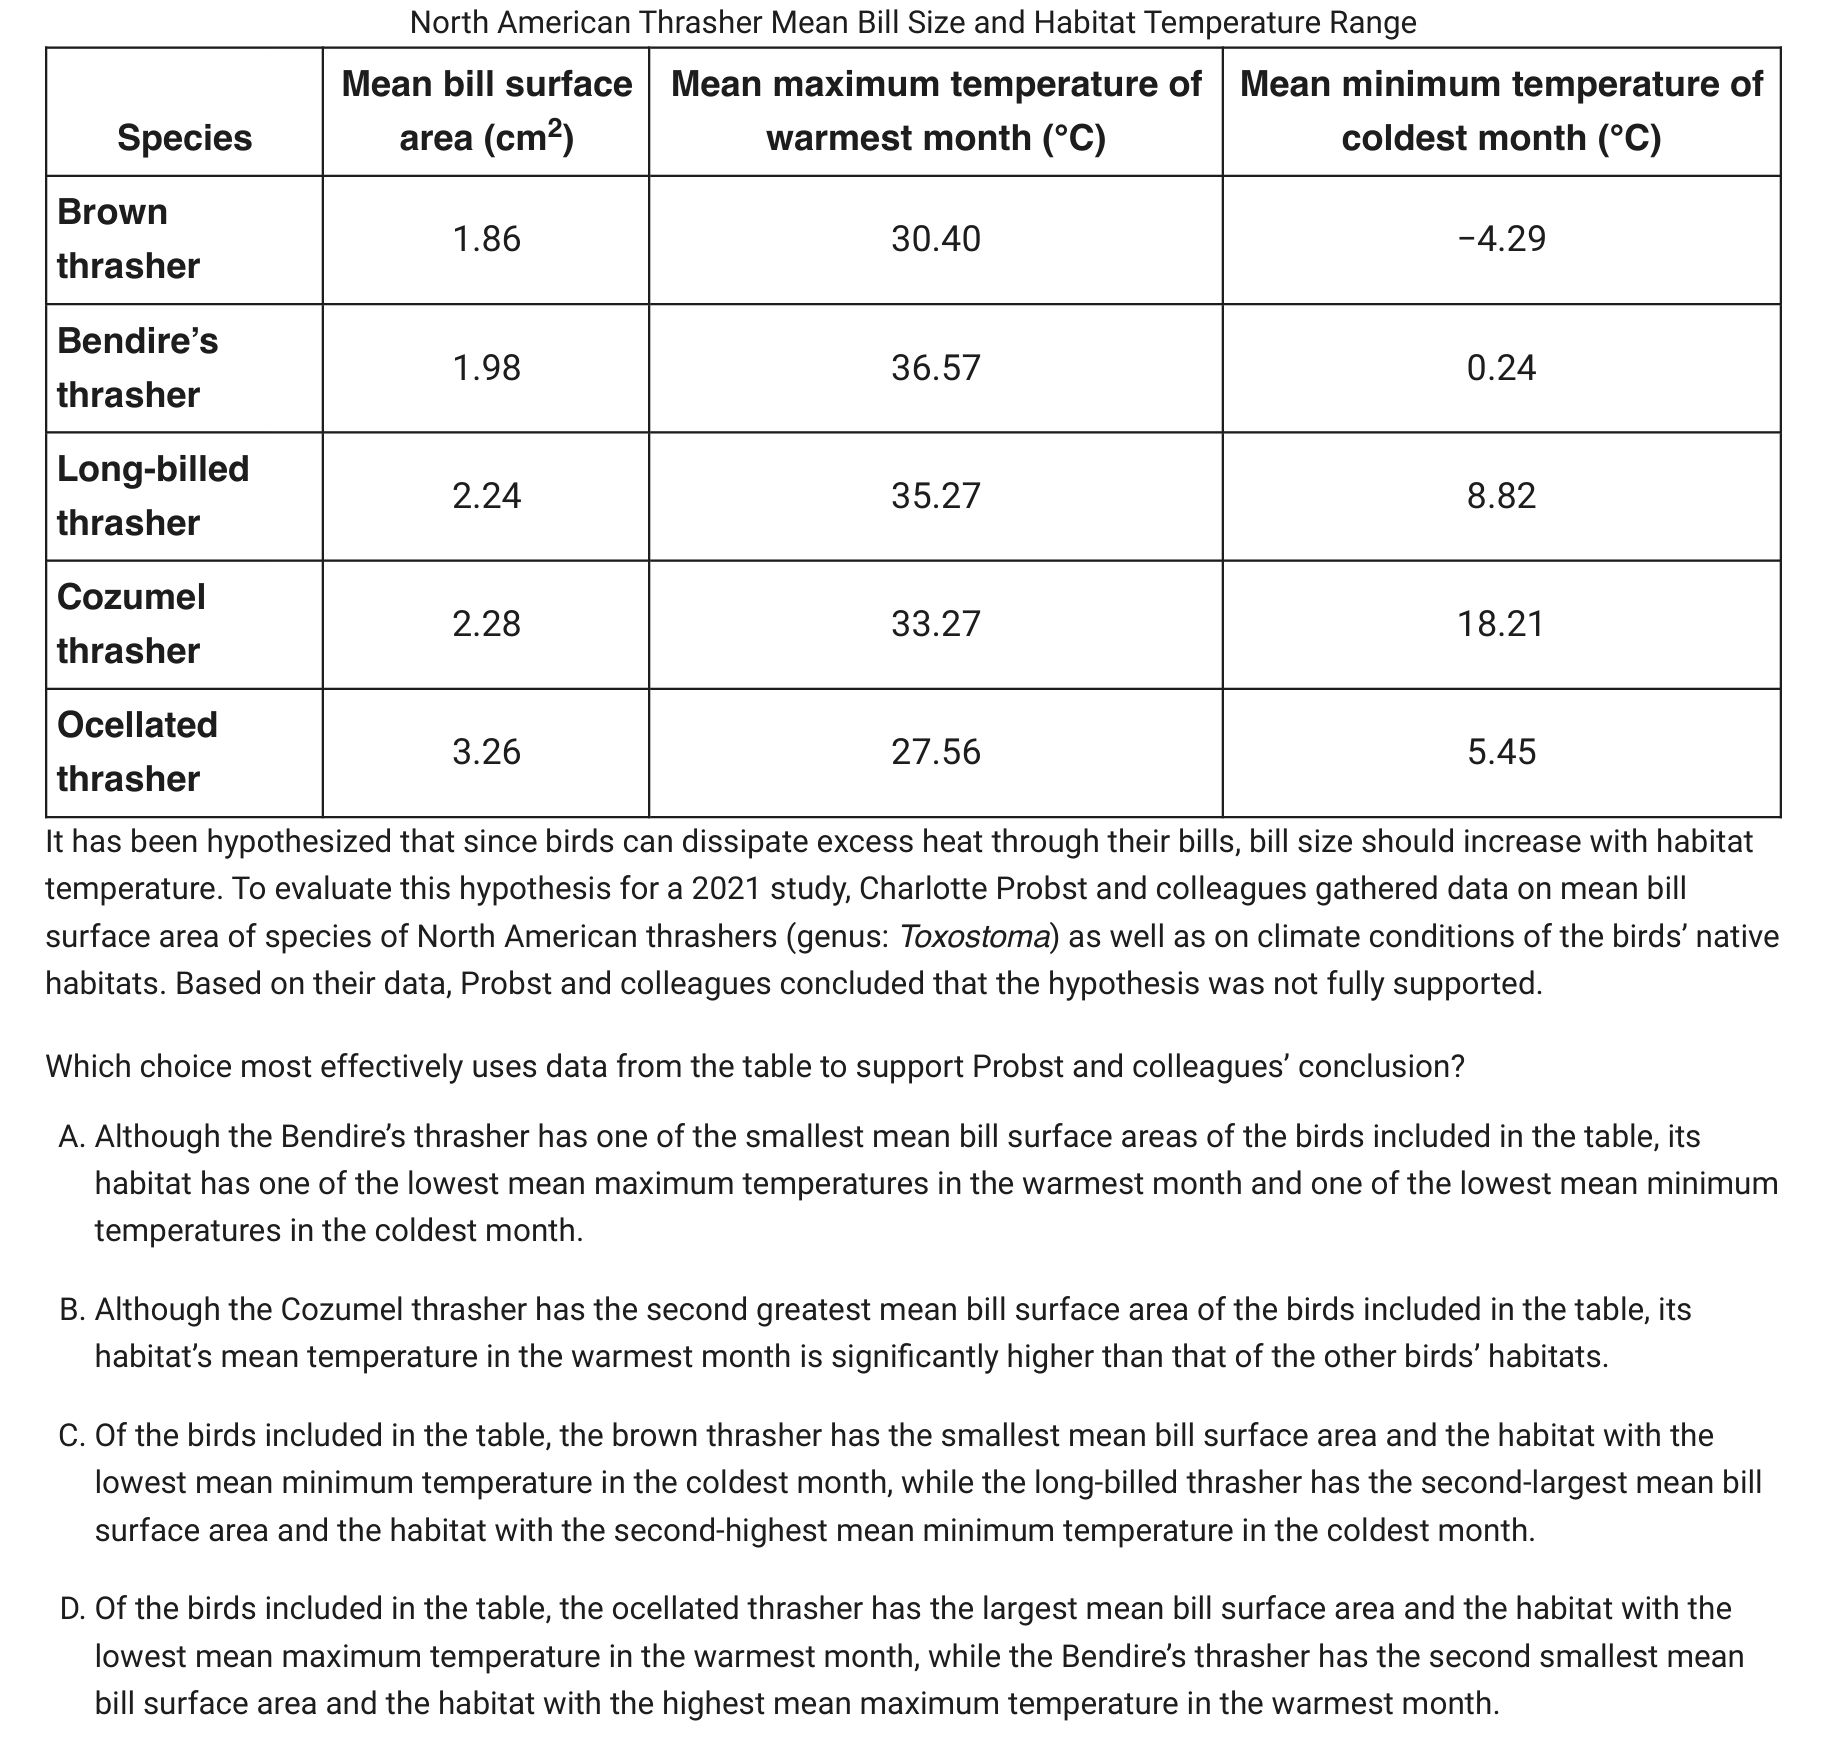 North American Thrasher Mean Bill Size and Habitat Temperature Range
Species
Mean bill surface
area (cm²)
Mean maximum temperature of
warmest month (°C)
Mean minimum temperature of
coldest month (°C)
Brown
thrasher
1.86
30.40
−4.29
Bendire’s
thrasher
1.98
36.57
0.24
Long-billed
thrasher
2.24
35.27
8.82
Cozumel
thrasher
2.28
33.27
18.21
Ocellated
thrasher
3.26
27.56
5.45
It has been hypothesized that since birds can dissipate excess heat through their bills, bill size should increase with habitat
temperature. To evaluate this hypothesis for a 2021 study, Charlotte Probst and colleagues gathered data on mean bill
surface area of species of North American thrashers (genus: Toxostoma) as well as on climate conditions of the birds’ native
habitats. Based on their data, Probst and colleagues concluded that the hypothesis was not fully supported.
Which choice most effectively uses data from the table to support Probst and colleagues’ conclusion?
A. Although the Bendire’s thrasher has one of the smallest mean bill surface areas of the birds included in the table, its
habitat has one of the lowest mean maximum temperatures in the warmest month and one of the lowest mean minimum
temperatures in the coldest month.
B. Although the Cozumel thrasher has the second greatest mean bill surface area of the birds included in the table, its
habitat’s mean temperature in the warmest month is significantly higher than that of the other birds’ habitats.
C. Of the birds included in the table, the brown thrasher has the smallest mean bill surface area and the habitat with the
lowest mean minimum temperature in the coldest month, while the long-billed thrasher has the second-largest mean bill
surface area and the habitat with the second-highest mean minimum temperature in the coldest month.
D. Of the birds included in the table, the ocellated thrasher has the largest mean bill surface area and the habitat with the
lowest mean maximum temperature in the warmest month, while the Bendire’s thrasher has the second smallest mean
bill surface area and the habitat with the highest mean maximum temperature in the warmest month.